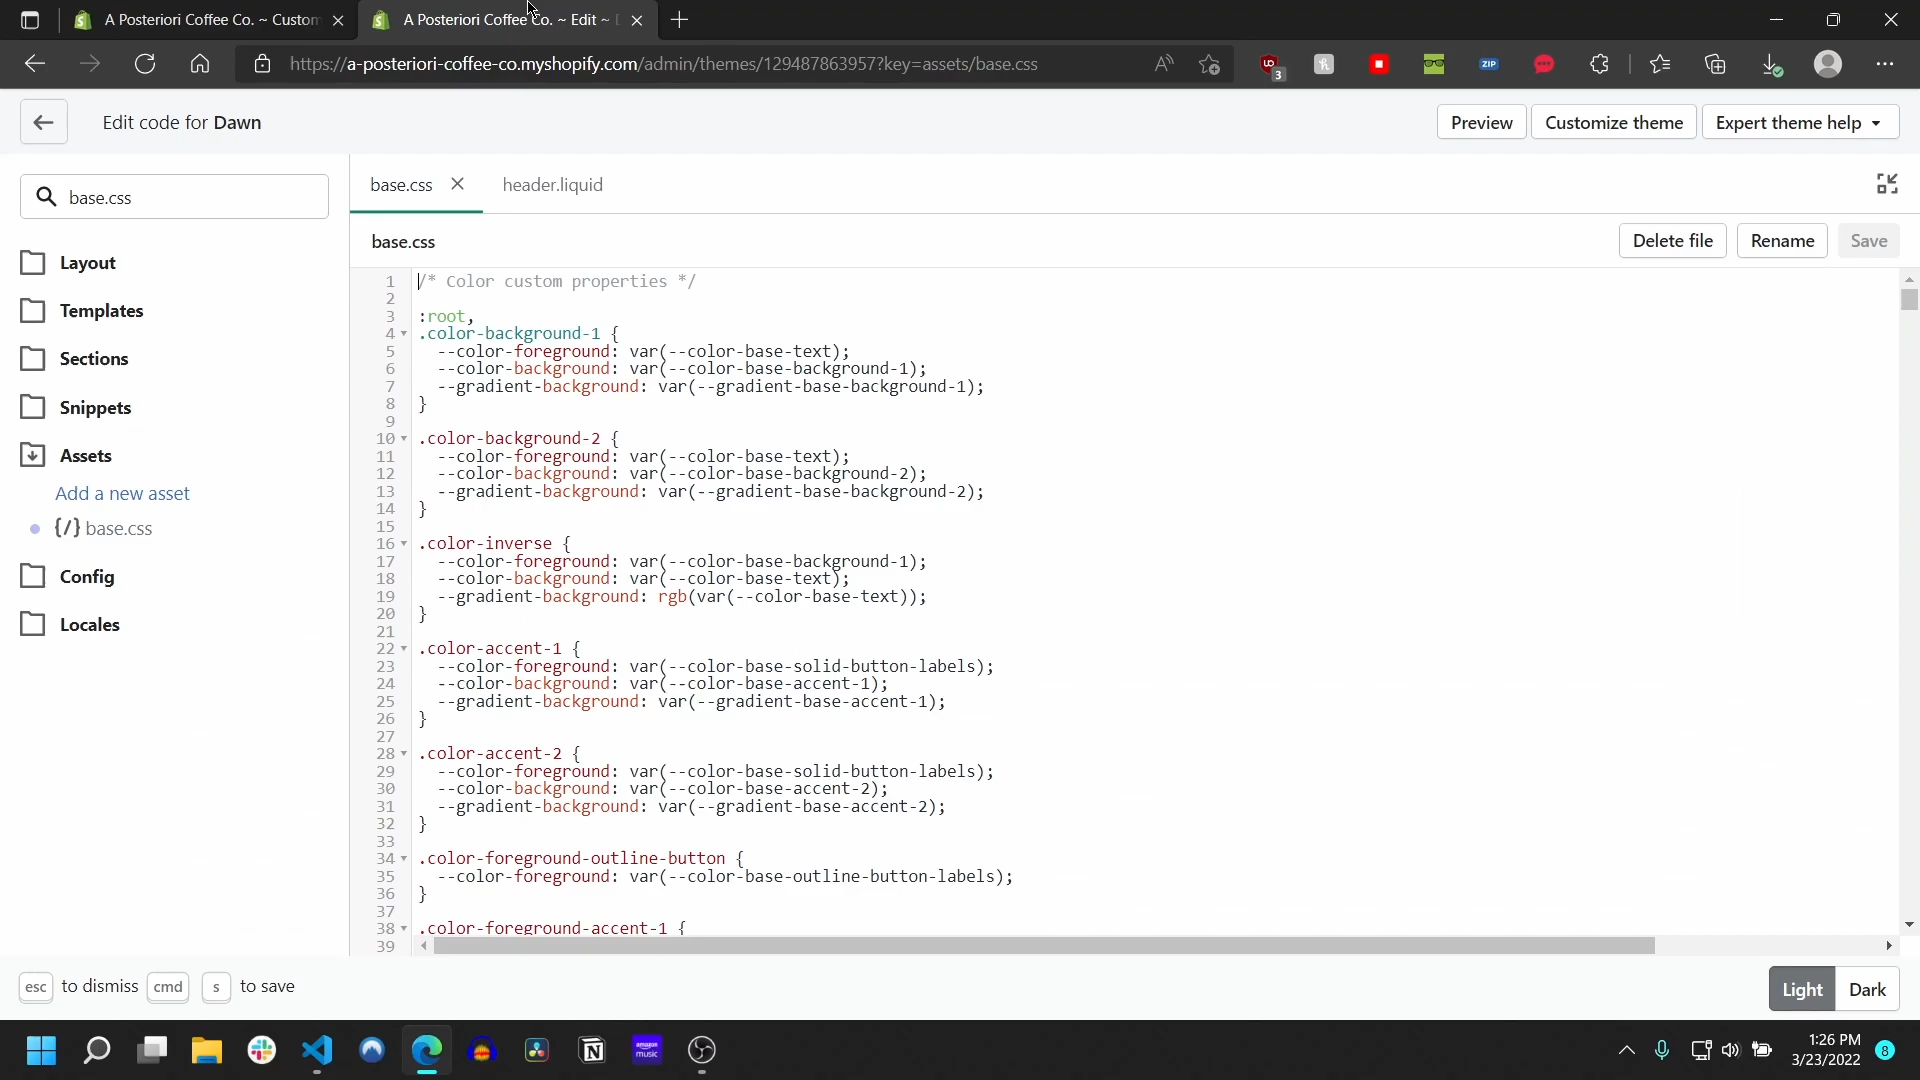 A Posteriori Coffee Co. ~ Custom
A Posteriori Coffee Co. ~ Edit ~
https://a-posteriori-coffee-co.myshopify.com/admin/themes/129487863957?key=assets/base.css
3
ZIP
Edit code for Dawn
Preview
Customize theme
Expert theme help
base.css
base.css
header.liquid
base.css
Delete file
Rename
Save
Layout
Templates
Sections
Snippets
Assets
Add a new asset
{/} base.css
Config
Locales
1 /* Color custom properties */
2
3 :root,
4 .color-background-1 {
5 --color-foreground: var(--color-base-text);
6 --color-background: var(--color-base-background-1);
7 --gradient-background: var(--gradient-base-background-1);
8 }
9
10 .color-background-2 {
11 --color-foreground: var(--color-base-text);
12 --color-background: var(--color-base-background-2);
13 --gradient-background: var(--gradient-base-background-2);
14 }
15
16 .color-inverse {
17 --color-foreground: var(--color-base-background-1);
18 --color-background: var(--color-base-text);
19 --gradient-background: rgb(var(--color-base-text));
20 }
21
22 .color-accent-1 {
23 --color-foreground: var(--color-base-solid-button-labels);
24 --color-background: var(--color-base-accent-1);
25 --gradient-background: var(--gradient-base-accent-1);
26 }
27
28 .color-accent-2 {
29 --color-foreground: var(--color-base-solid-button-labels);
30 --color-background: var(--color-base-accent-2);
31 --gradient-background: var(--gradient-base-accent-2);
32 }
33
34 .color-foreground-outline-button {
35 --color-foreground: var(--color-base-outline-button-labels);
36 }
37
38 .color-foreground-accent-1 {
39
esc to dismiss cmd s to save
Light
Dark
amazon music
1:26 PM
3/23/2022
8